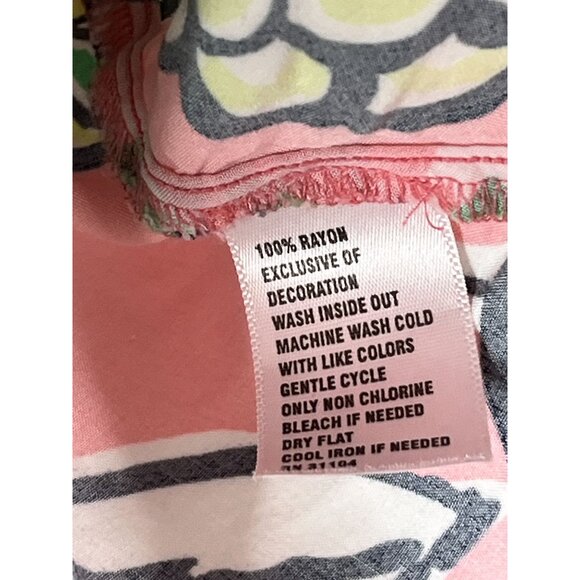 100% RAYON
EXCLUSIVE OF
DECORATION
WASH INSIDE OUT
MACHINE WASH COLD
WITH LIKE COLORS
GENTLE CYCLE
ONLY NON CHLORINE
BLEACH IF NEEDED
DRY FLAT
COOL IRON IF NEEDED
31104